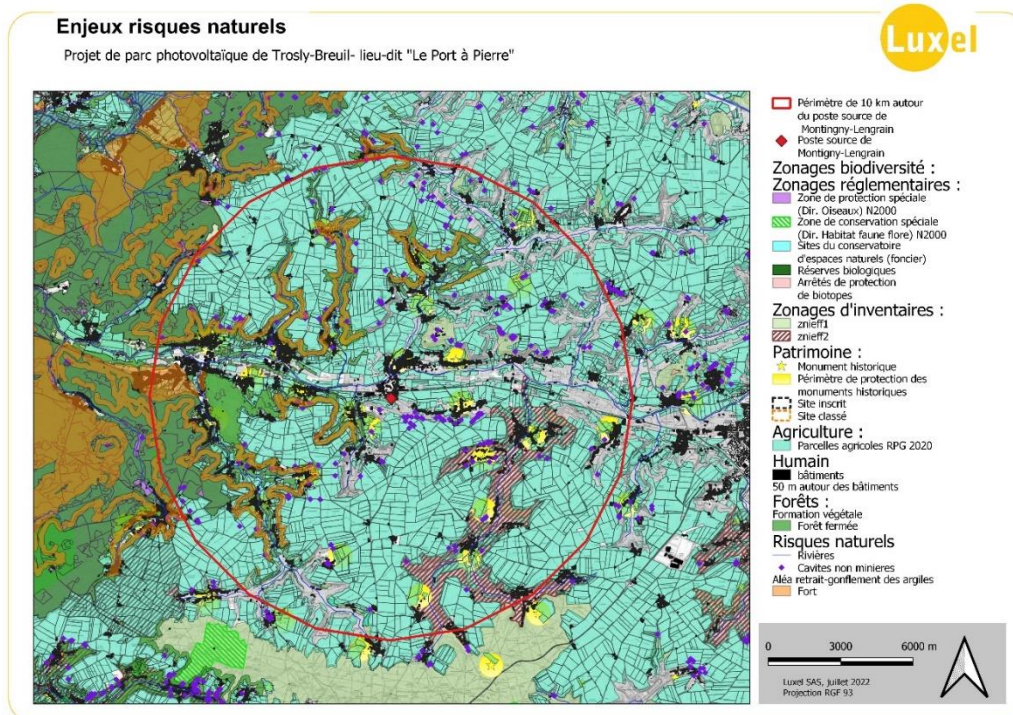 Enjeux risques naturels
Projet de parc photovoltaïque de Trosly-Breuil- lieu-dit "Le Port à Pierre"
Luxel
Périmètre de 10 km autour
du poste source de
Montingny-Lengrain
Poste source de
Montigny-Lengrain
Zonages biodiversité :
Zonages réglementaires :
Zone de protection spéciale
(Dir. Oiseaux) N2000
Zone de conservation spéciale
(Dir. Habitat faune flore) N2000
Sites du conservatoire
d'espaces naturels (foncier)
Réserves biologiques
Arrêtés de protection
de biotopes
Zonages d'inventaires :
znieff1
znieff2
Patrimoine :
Monument historique
Périmètre de protection des
monuments historiques
Site inscrit
Site classé
Agriculture :
Parcelles agricoles RPG 2020
Humain
bâtiments
50 m autour des bâtiments
Forêts :
Formation végétale
Forêt fermée
Risques naturels
Rivières
Cavites non minieres
Aléa retrait-gonflement des argiles
Fort
0 3000 6000 m
Luxel SAS, juillet 2022
Projection RGF 93